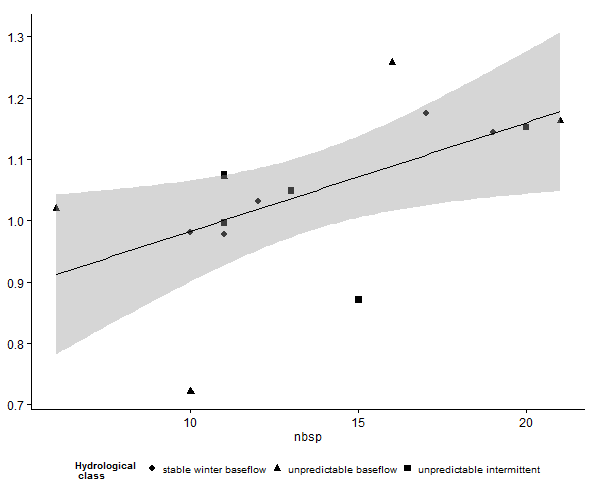 1.3
1.2
1.1
1.0
0.9
0.8
0.7
10 15 20
nbsp
Hydrological
class
stable winter baseflow unpredictable baseflow unpredictable intermittent